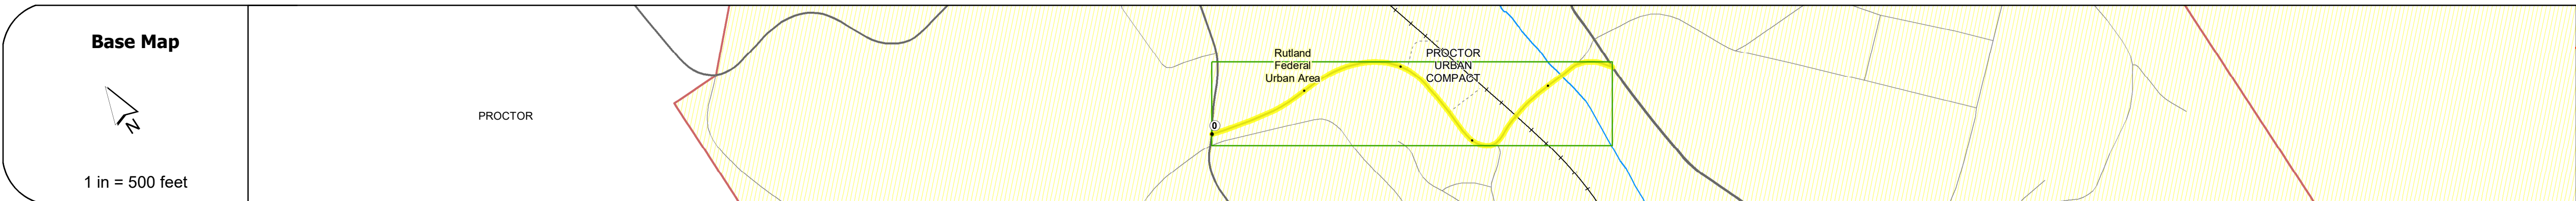 Base Map
N
1 in = 500 feet
PROCTOR
0
Rutland
Federal
Urban Area
PROCTOR
URBAN
COMPACT